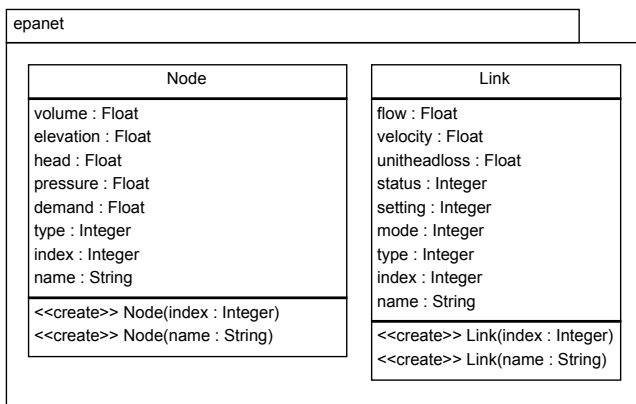 epanet
Node
volume : Float
elevation : Float
head : Float
pressure : Float
demand : Float
type : Integer
index : Integer
name : String
<<create>> Node(index : Integer)
<<create>> Node(name : String)
Link
flow : Float
velocity : Float
unitheadloss : Float
status : Integer
setting : Integer
mode : Integer
type : Integer
index : Integer
name : String
<<create>> Link(index : Integer)
<<create>> Link(name : String)